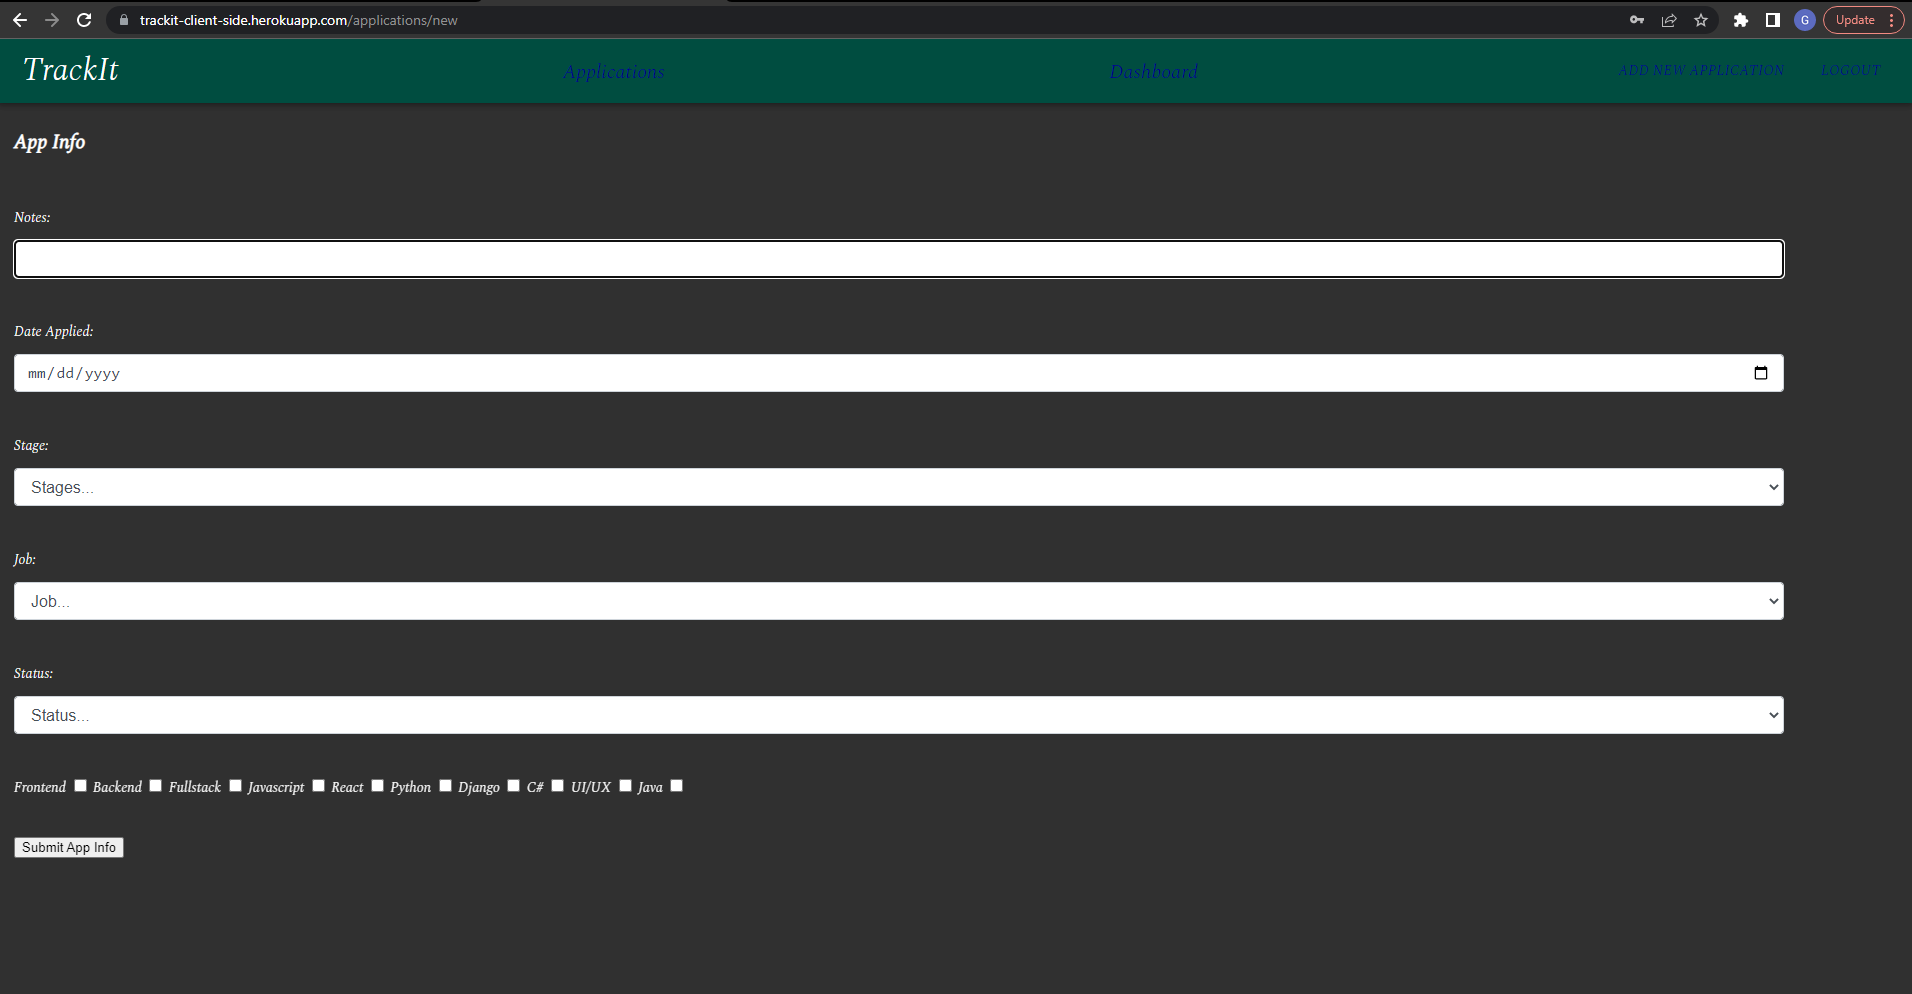 trackit-client-side.herokuapp.com/applications/new
G
Update
TrackIt
Applications
Dashboard
ADD NEW APPLICATION
LOGOUT
App Info
Notes:
Date Applied:
mm/dd/yyyy
Stage:
Stages...
Job:
Job...
Status:
Status...
Frontend Backend Fullstack Javascript React Python Django C# UI/UX Java
Submit App Info